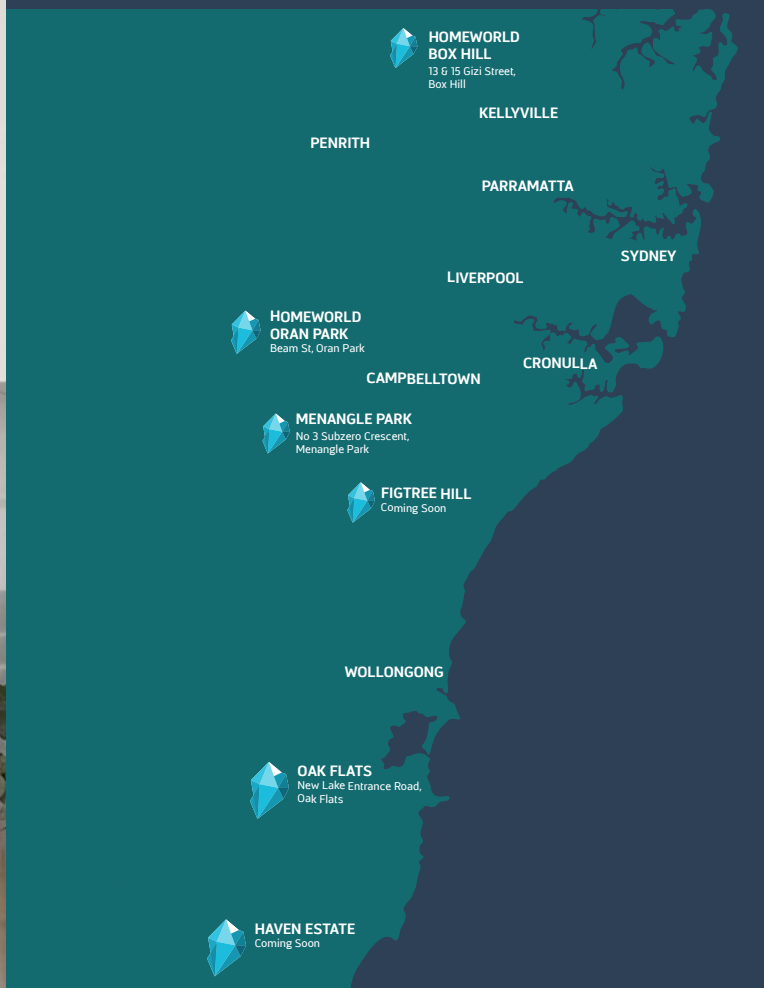 HOMEWORLD
BOX HILL
13 & 15 Gizi Street,
Box Hill
KELLYVILLE
PENRITH
PARRAMATTA
SYDNEY
LIVERPOOL
HOMEWORLD
ORAN PARK
Beam St, Oran Park
CRONULLA
CAMPBELLTOWN
MENANGLE PARK
No 3 Subzero Crescent,
Menangle Park
FIGTREE HILL
Coming Soon
WOLLONGONG
OAK FLATS
New Lake Entrance Road,
Oak Flats
HAVEN ESTATE
Coming Soon